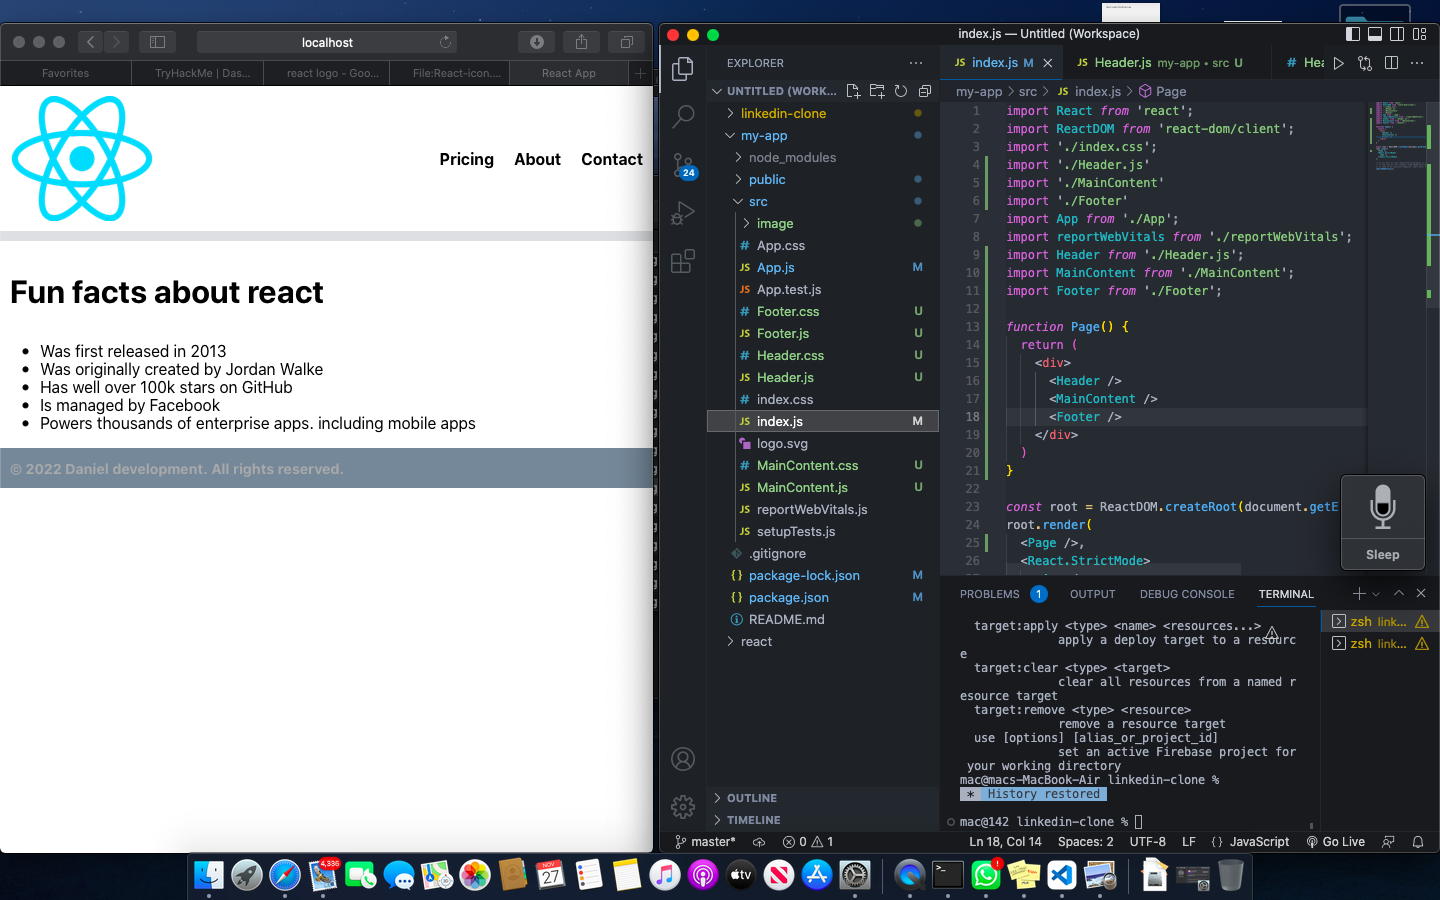 localhost
Favorites
TryHackMe | Das...
react logo - Goo...
File:React-icon....
React App
Pricing About Contact
Fun facts about react
Was first released in 2013
Was originally created by Jordan Walke
Has well over 100k stars on GitHub
Is managed by Facebook
Powers thousands of enterprise apps. including mobile apps
© 2022 Daniel development. All rights reserved.
index.js — Untitled (Workspace)
EXPLORER
UNTITLED (WORK...
linkedin-clone
my-app
node_modules
public
src
image
# App.css
JS App.js M
JS App.test.js
# Footer.css U
JS Footer.js U
# Header.css U
JS Header.js U
# index.css
JS index.js M
logo.svg
# MainContent.css U
JS MainContent.js U
JS reportWebVitals.js
JS setupTests.js
.gitignore
{} package-lock.json M
{} package.json M
README.md
react
OUTLINE
TIMELINE
24
JS index.js M
JS Header.js my-app • src U
# Hea
my-app > src > JS index.js > Page
1 import React from 'react';
2 import ReactDOM from 'react-dom/client';
3 import './index.css';
4 import './Header.js'
5 import './MainContent'
6 import './Footer'
7 import App from './App';
8 import reportWebVitals from './reportWebVitals';
9 import Header from './Header.js';
10 import MainContent from './MainContent';
11 import Footer from './Footer';
12
13 function Page() {
14 return (
15 <div>
16 <Header />
17 <MainContent />
18 <Footer />
19 </div>
20 )
21 }
22
23 const root = ReactDOM.createRoot(document.getE
24 root.render(
25 <Page />,
26 <React.StrictMode>
Sleep
PROBLEMS 1 OUTPUT DEBUG CONSOLE TERMINAL
target:apply <type> <name> <resources...>
apply a deploy target to a resourc
e
target:clear <type> <target>
clear all resources from a named r
esource target
target:remove <type> <resource>
remove a resource target
use [options] [alias_or_project_id]
set an active Firebase project for
your working directory
mac@macs-MacBook-Air linkedin-clone %
* History restored
mac@142 linkedin-clone %
zsh link...
zsh link...
master* 0 1 Ln 18, Col 14 Spaces: 2 UTF-8 LF {} JavaScript Go Live
4,336
NOV
27
tv